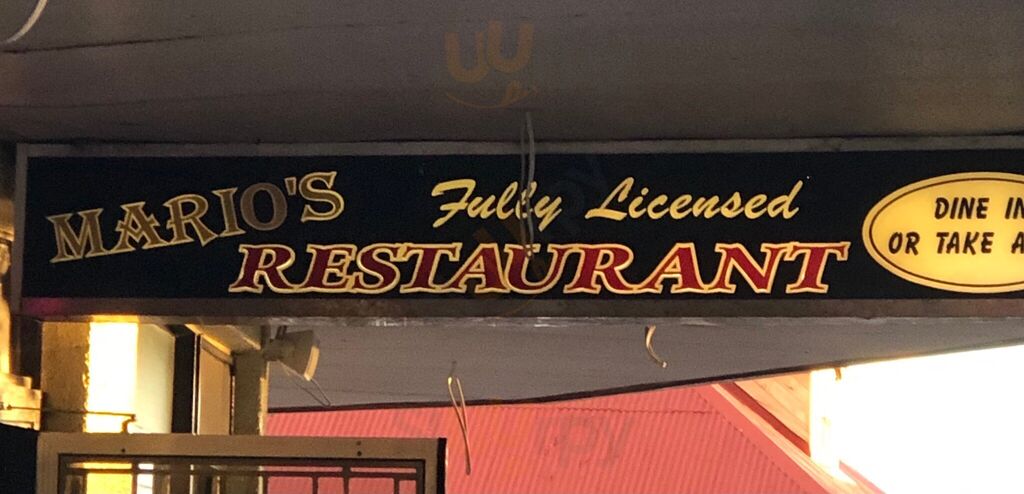 MARIO'S
Fully Licensed
RESTAURANT
DINE IN
OR TAKE A